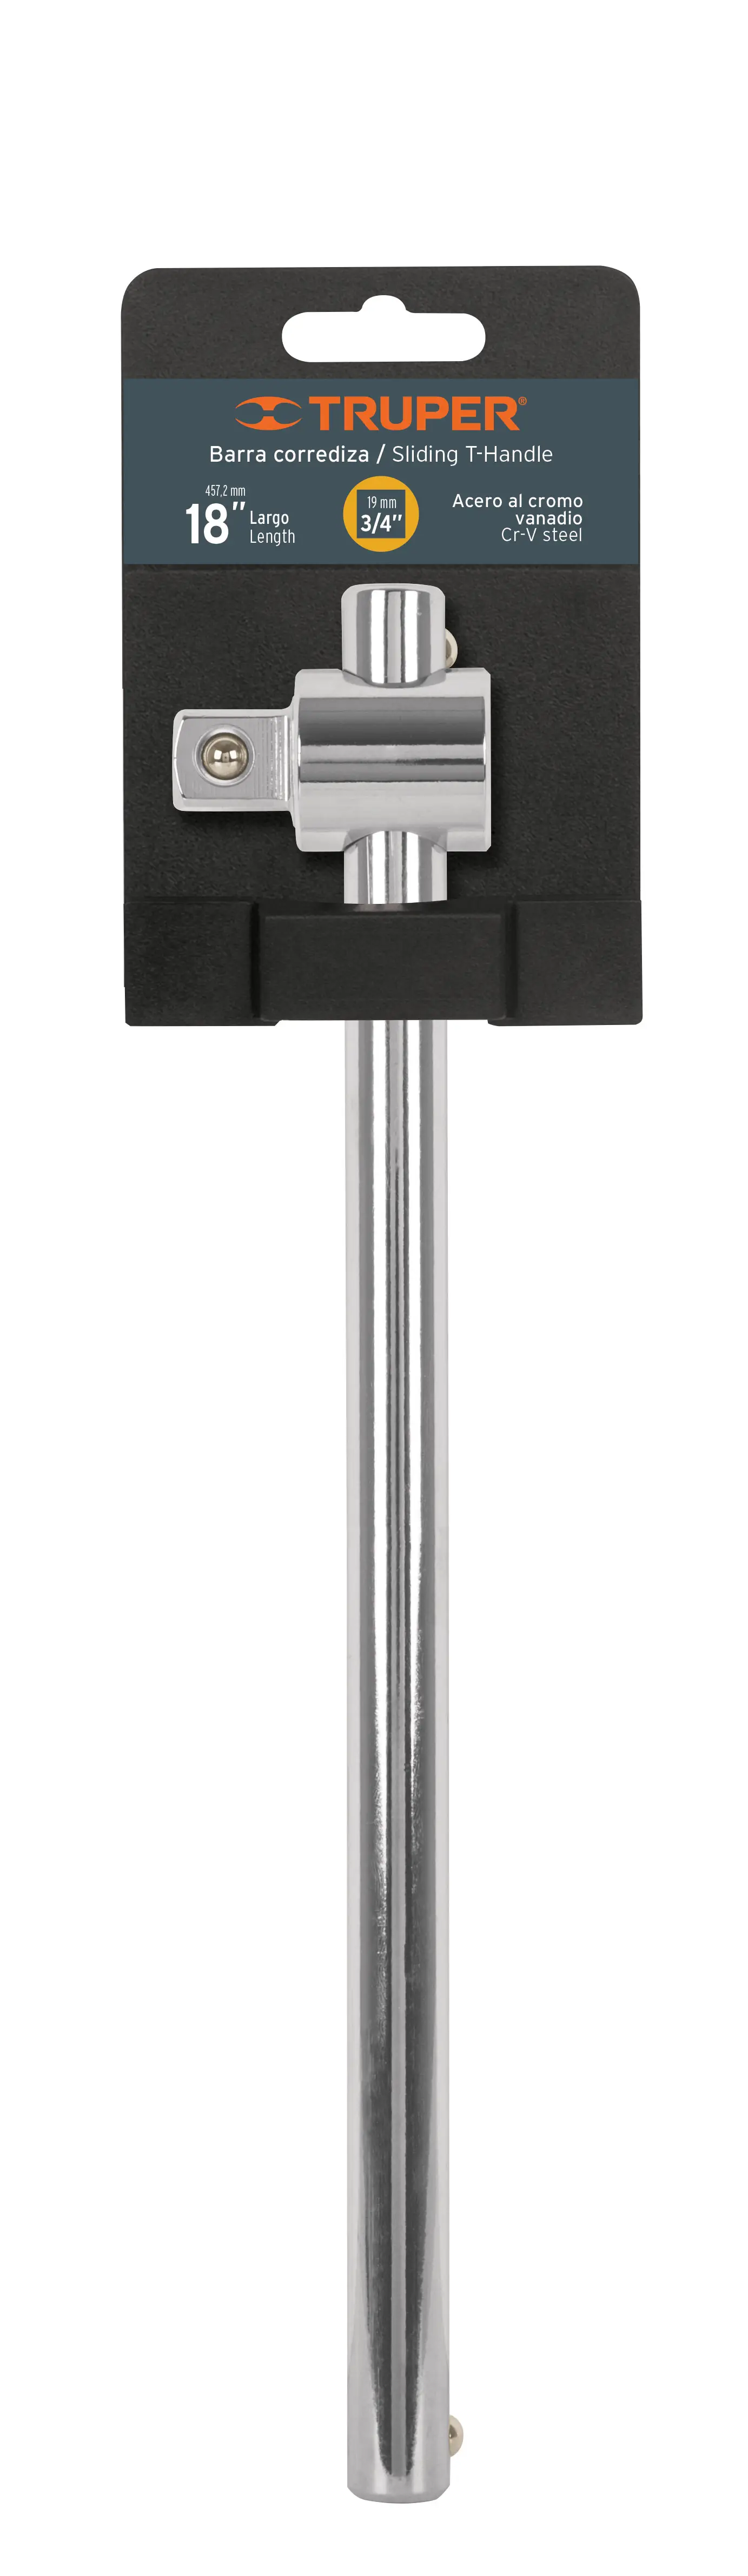 TRUPER®
Barra corrediza / Sliding T-Handle
457,2 mm
18" Largo
Length
19 mm
3/4"
Acero al cromo
vanadio
Cr-V steel